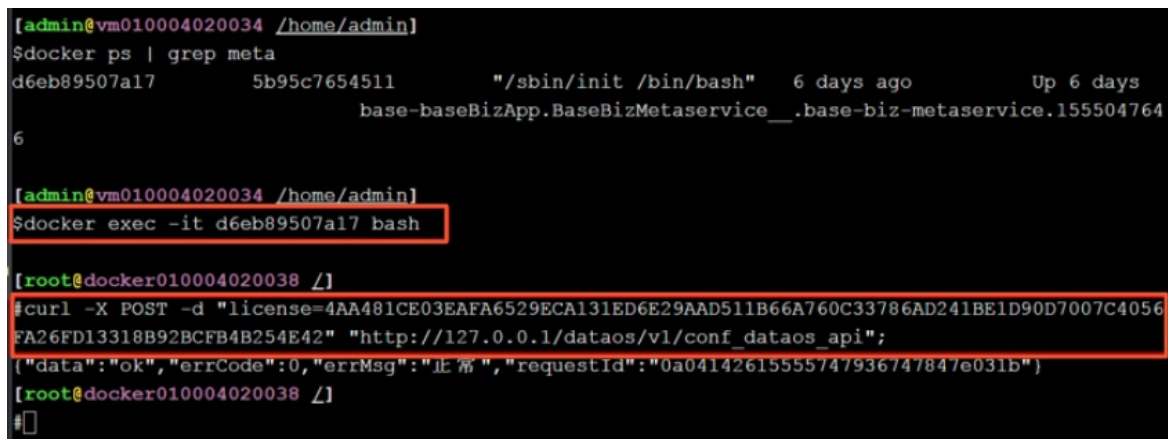 [admin@vm010004020034 /home/admin]
$docker ps | grep meta
d6eb89507a17        5b95c7654511        "/sbin/init /bin/bash"   6 days ago          Up 6 days
base-baseBizApp.BaseBizMetaservice__.base-biz-metaservice.155504764
6
[admin@vm010004020034 /home/admin]
$docker exec -it d6eb89507a17 bash
[root@docker010004020038 /]
#curl -X POST -d "license=4AA481CE03EAFA6529ECA131ED6E29AAD511B66A760C33786AD241BE1D90D7007C4056
FA26FD13318B92BCFB4B254E42" "http://127.0.0.1/dataos/v1/conf_dataos_api";
{"data":"ok","errCode":0,"errMsg":"正常","requestId":"0a04142615555747936747847e031b"}
[root@docker010004020038 /]
#